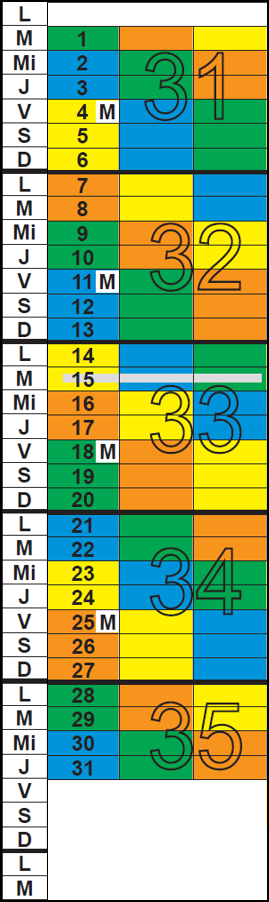 L
M 1
Mi 2
J 3
V 4 M
S 5
D 6
31
L 7
M 8
Mi 9
J 10
V 11 M
S 12
D 13
32
L 14
M 15
Mi 16
J 17
V 18 M
S 19
D 20
33
L 21
M 22
Mi 23
J 24
V 25 M
S 26
D 27
34
L 28
M 29
Mi 30
J 31
V
S
D
35
L
M